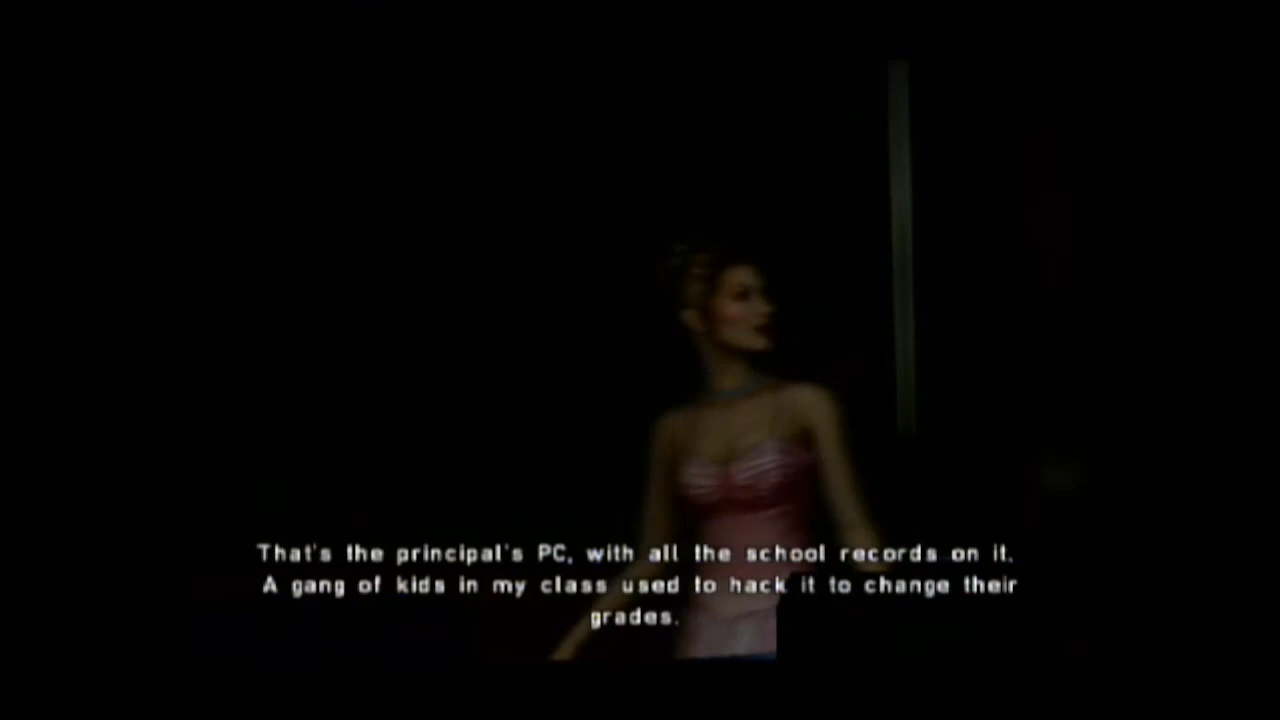 That's the principal's PC, with all the school records on it.
A gang of kids in my class used to hack it to change their
grades.